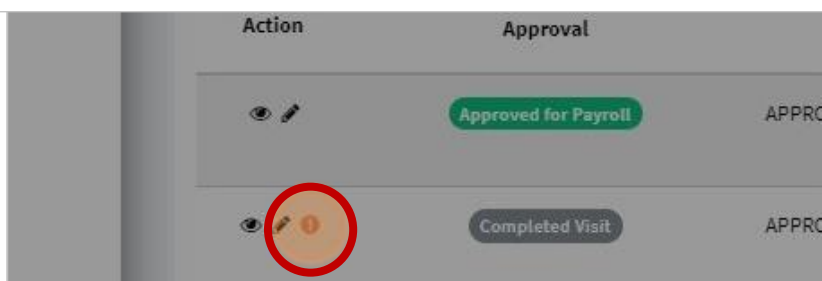 Action Approval
Approved for Payroll APPRO
Completed Visit APPRO